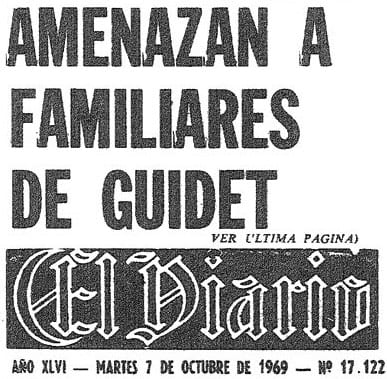 AMENAZAN A
FAMILIARES
DE GUIDET
VER ULTIMA PAGINA)
El Diario
AÑO XLVI — MARTES 7 DE OCTUBRE DE 1969 — Nº 17.122